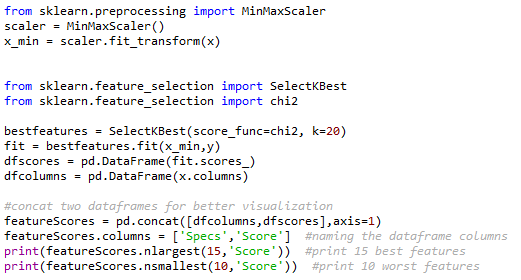 from sklearn.preprocessing import MinMaxScaler
scaler = MinMaxScaler()
x_min = scaler.fit_transform(x)
from sklearn.feature_selection import SelectKBest
from sklearn.feature_selection import chi2
bestfeatures = SelectKBest(score_func=chi2, k=20)
fit = bestfeatures.fit(x_min,y)
dfscores = pd.DataFrame(fit.scores_)
dfcolumns = pd.DataFrame(x.columns)
#concat two dataframes for better visualization
featureScores = pd.concat([dfcolumns,dfscores],axis=1)
featureScores.columns = ['Specs','Score']  #naming the dataframe columns
print(featureScores.nlargest(15,'Score'))  #print 15 best features
print(featureScores.nsmallest(10,'Score'))  #print 10 worst features